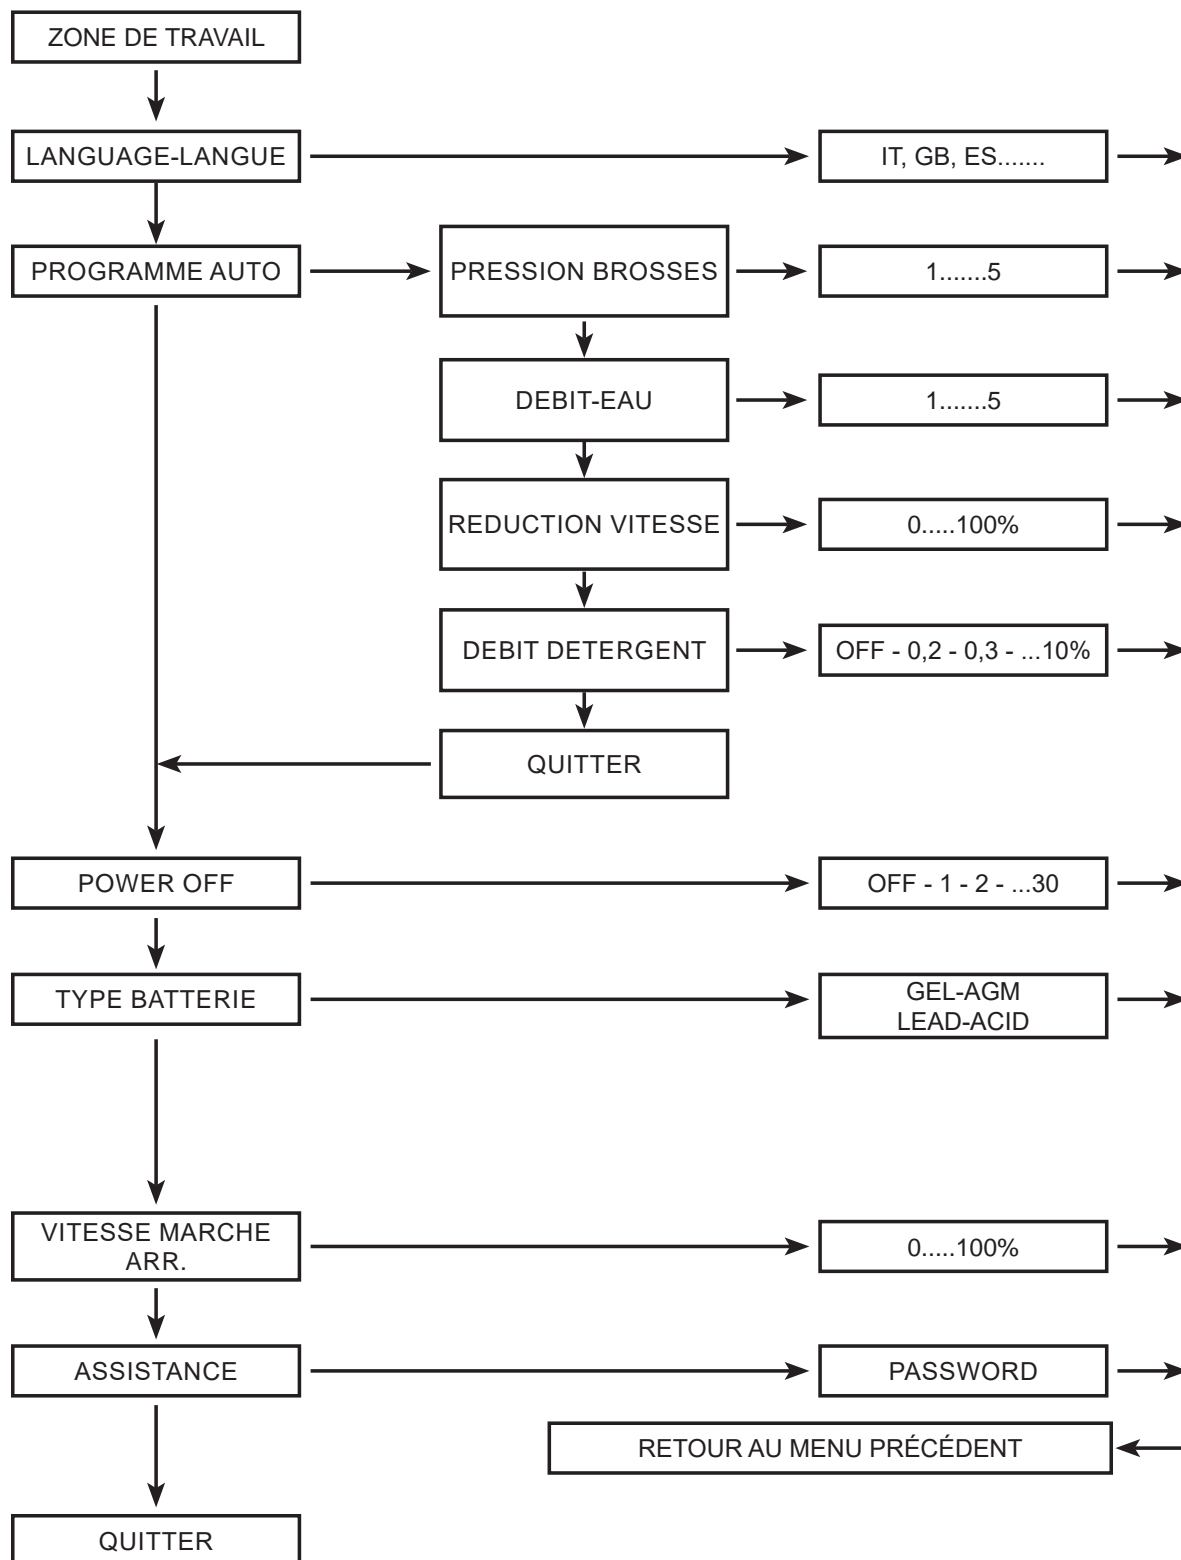 ZONE DE TRAVAIL
LANGUAGE-LANGUE
IT, GB, ES.......
PROGRAMME AUTO
PRESSION BROSSES
1.......5
DEBIT-EAU
1.......5
REDUCTION VITESSE
0.....100%
DEBIT DETERGENT
OFF - 0,2 - 0,3 - ...10%
QUITTER
POWER OFF
OFF - 1 - 2 - ...30
TYPE BATTERIE
GEL-AGM
LEAD-ACID
VITESSE MARCHE
ARR.
0.....100%
ASSISTANCE
PASSWORD
RETOUR AU MENU PRÉCÉDENT
QUITTER